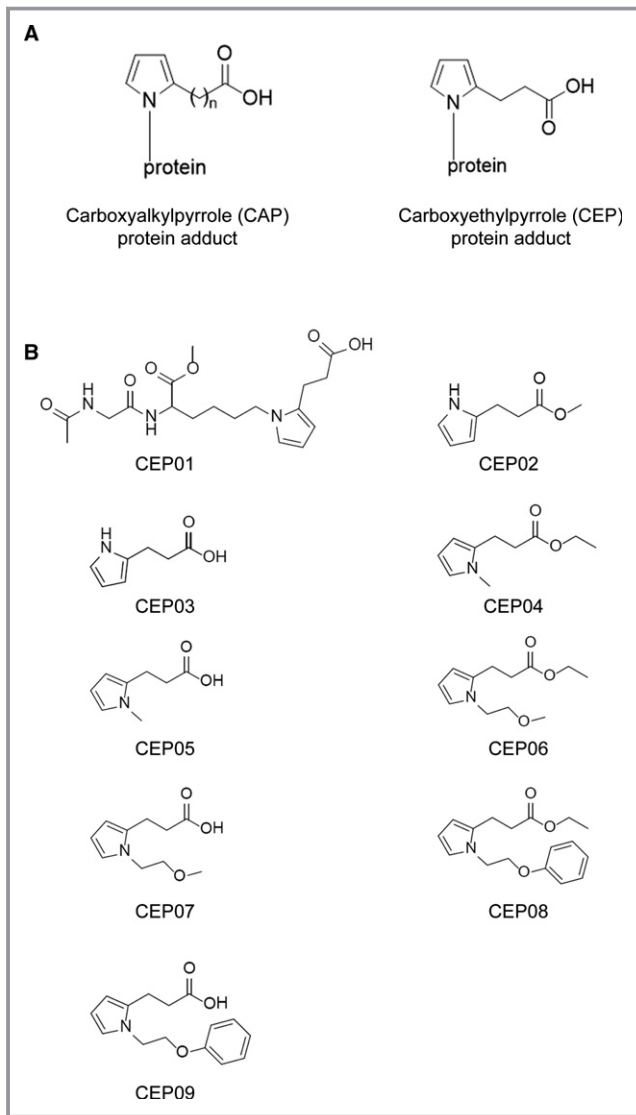 A
O
OH
N
( )n
protein
Carboxyalkylpyrrole (CAP)
protein adduct
OH
O
N
protein
Carboxyethylpyrrole (CEP)
protein adduct
B
O
OH
O
O
H
N
O
O
N
H
N
CEP01
H
N
O
O
CEP02
H
N
O
OH
CEP03
O
O
N
CEP04
O
OH
N
CEP05
O
O
N
O
CEP06
O
OH
N
O
CEP07
O
O
N
O
CEP08
O
OH
N
O
CEP09